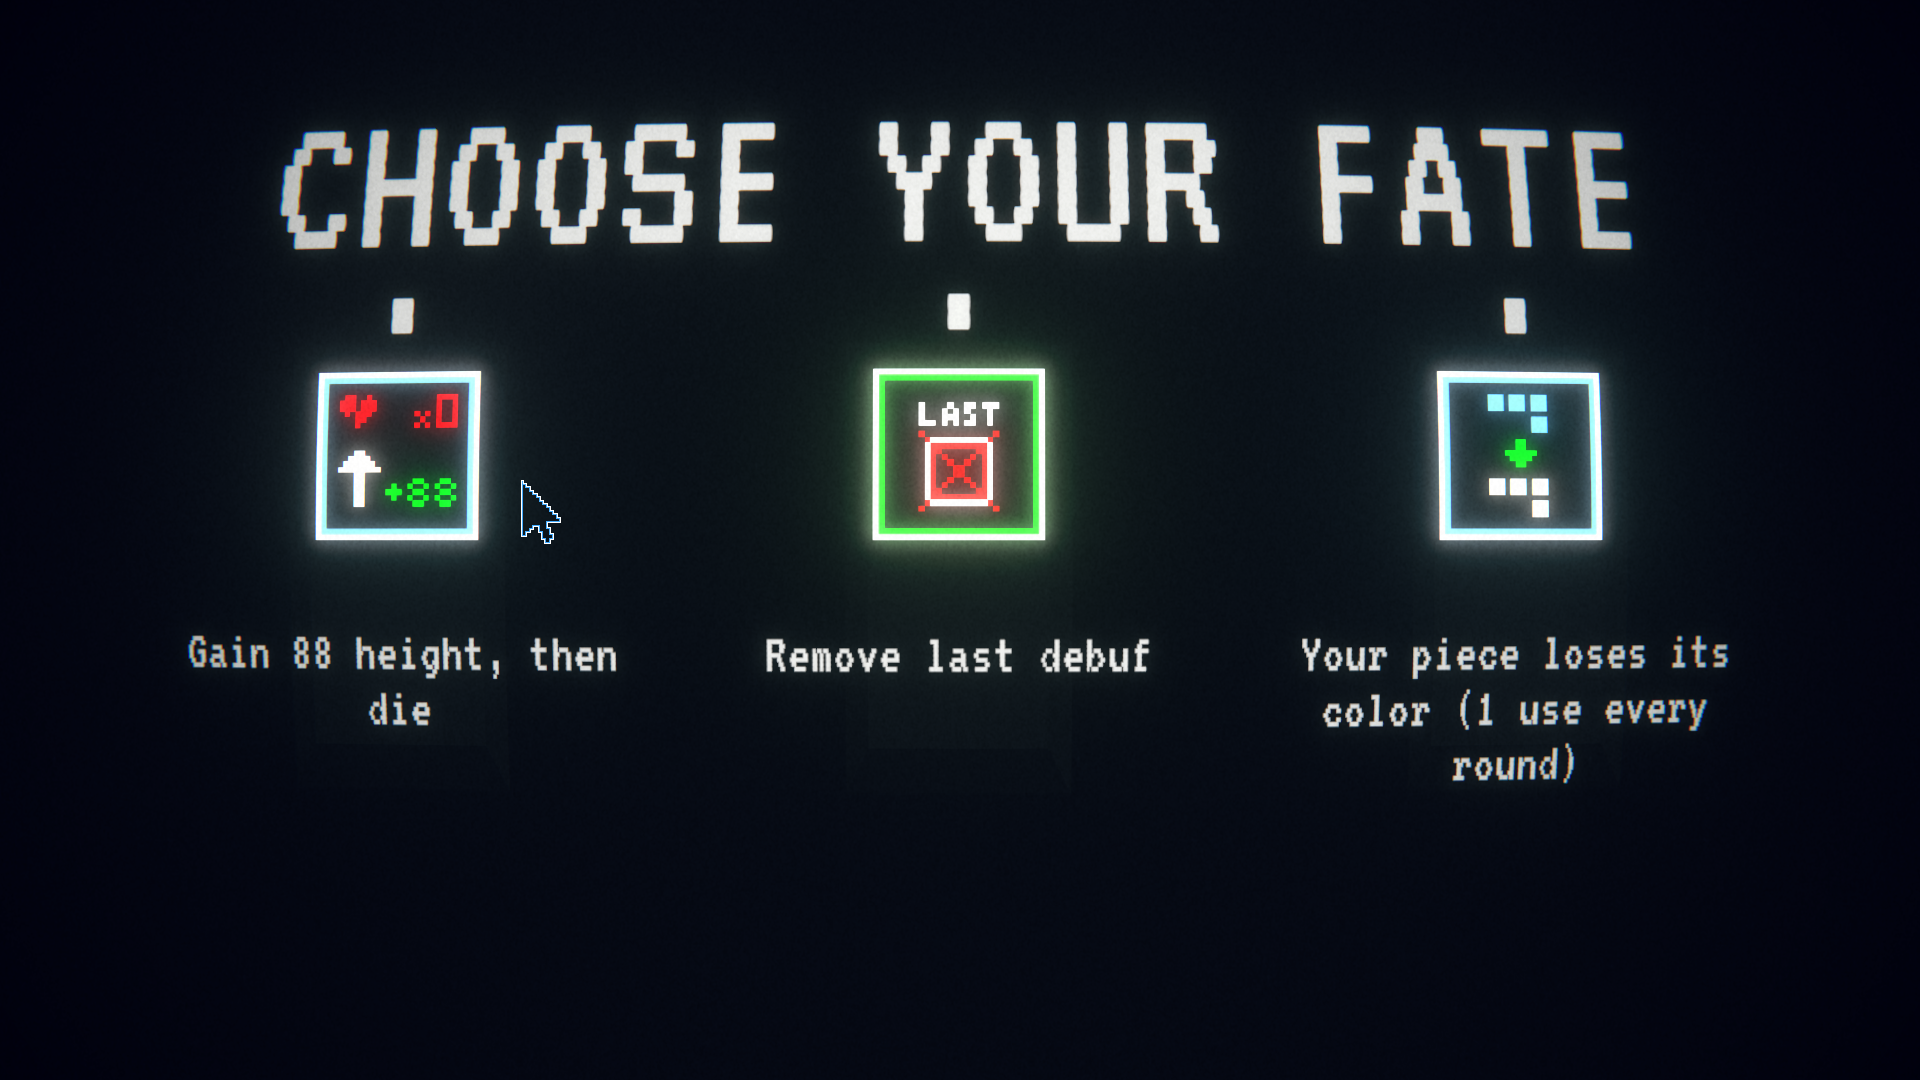 CHOOSE YOUR FATE
x0
+88
LAST
Gain 88 height, then
die
Remove last debuf
Your piece loses its
color (1 use every
round)